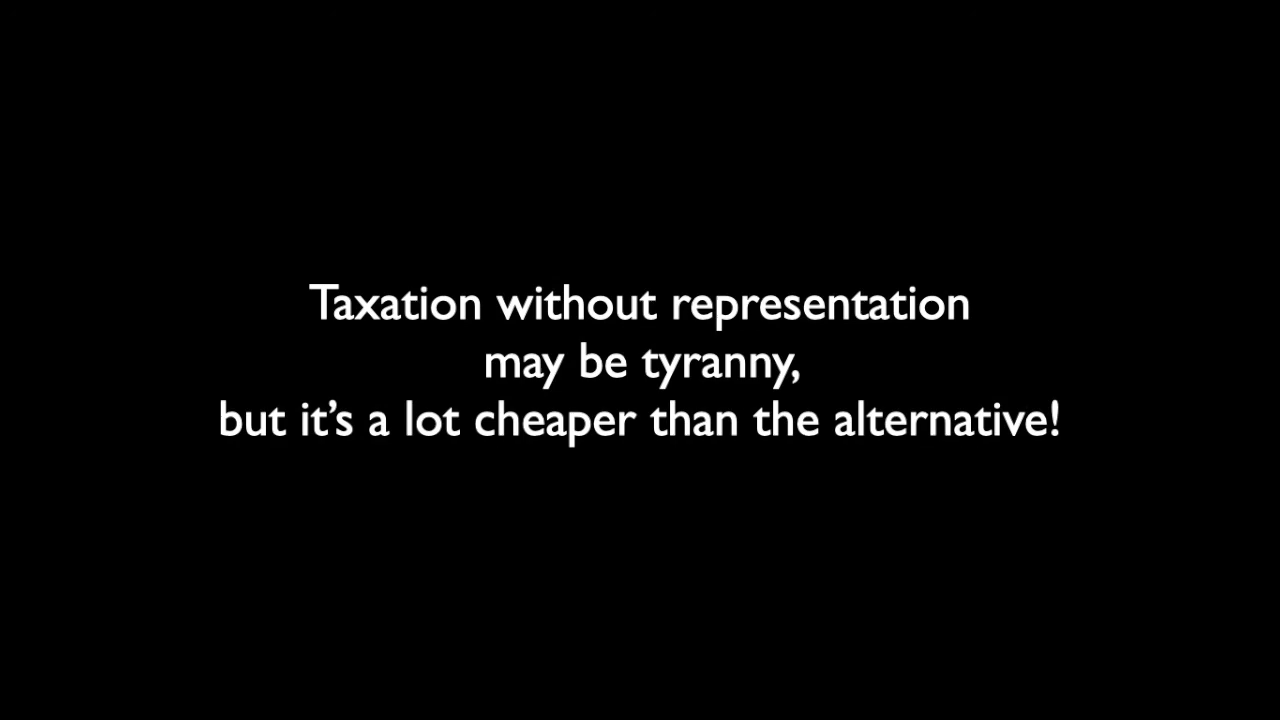 Taxation without representation
may be tyranny,
but it’s a lot cheaper than the alternative!